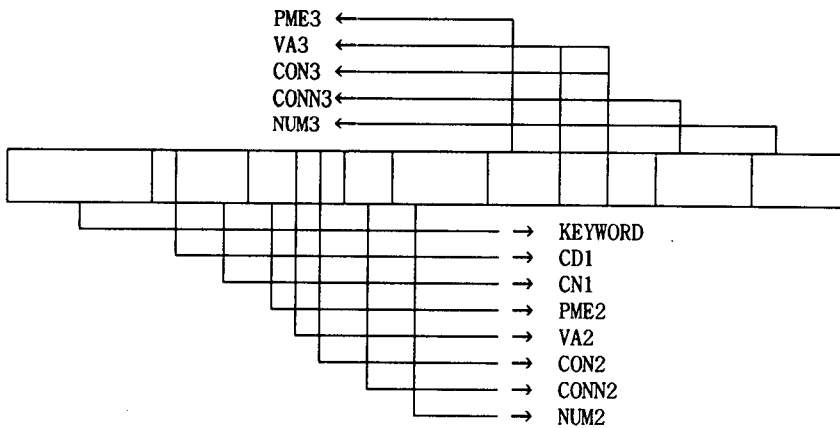 PME3
VA3
CON3
CONN3
NUM3
KEYWORD
CD1
CN1
PME2
VA2
CON2
CONN2
NUM2